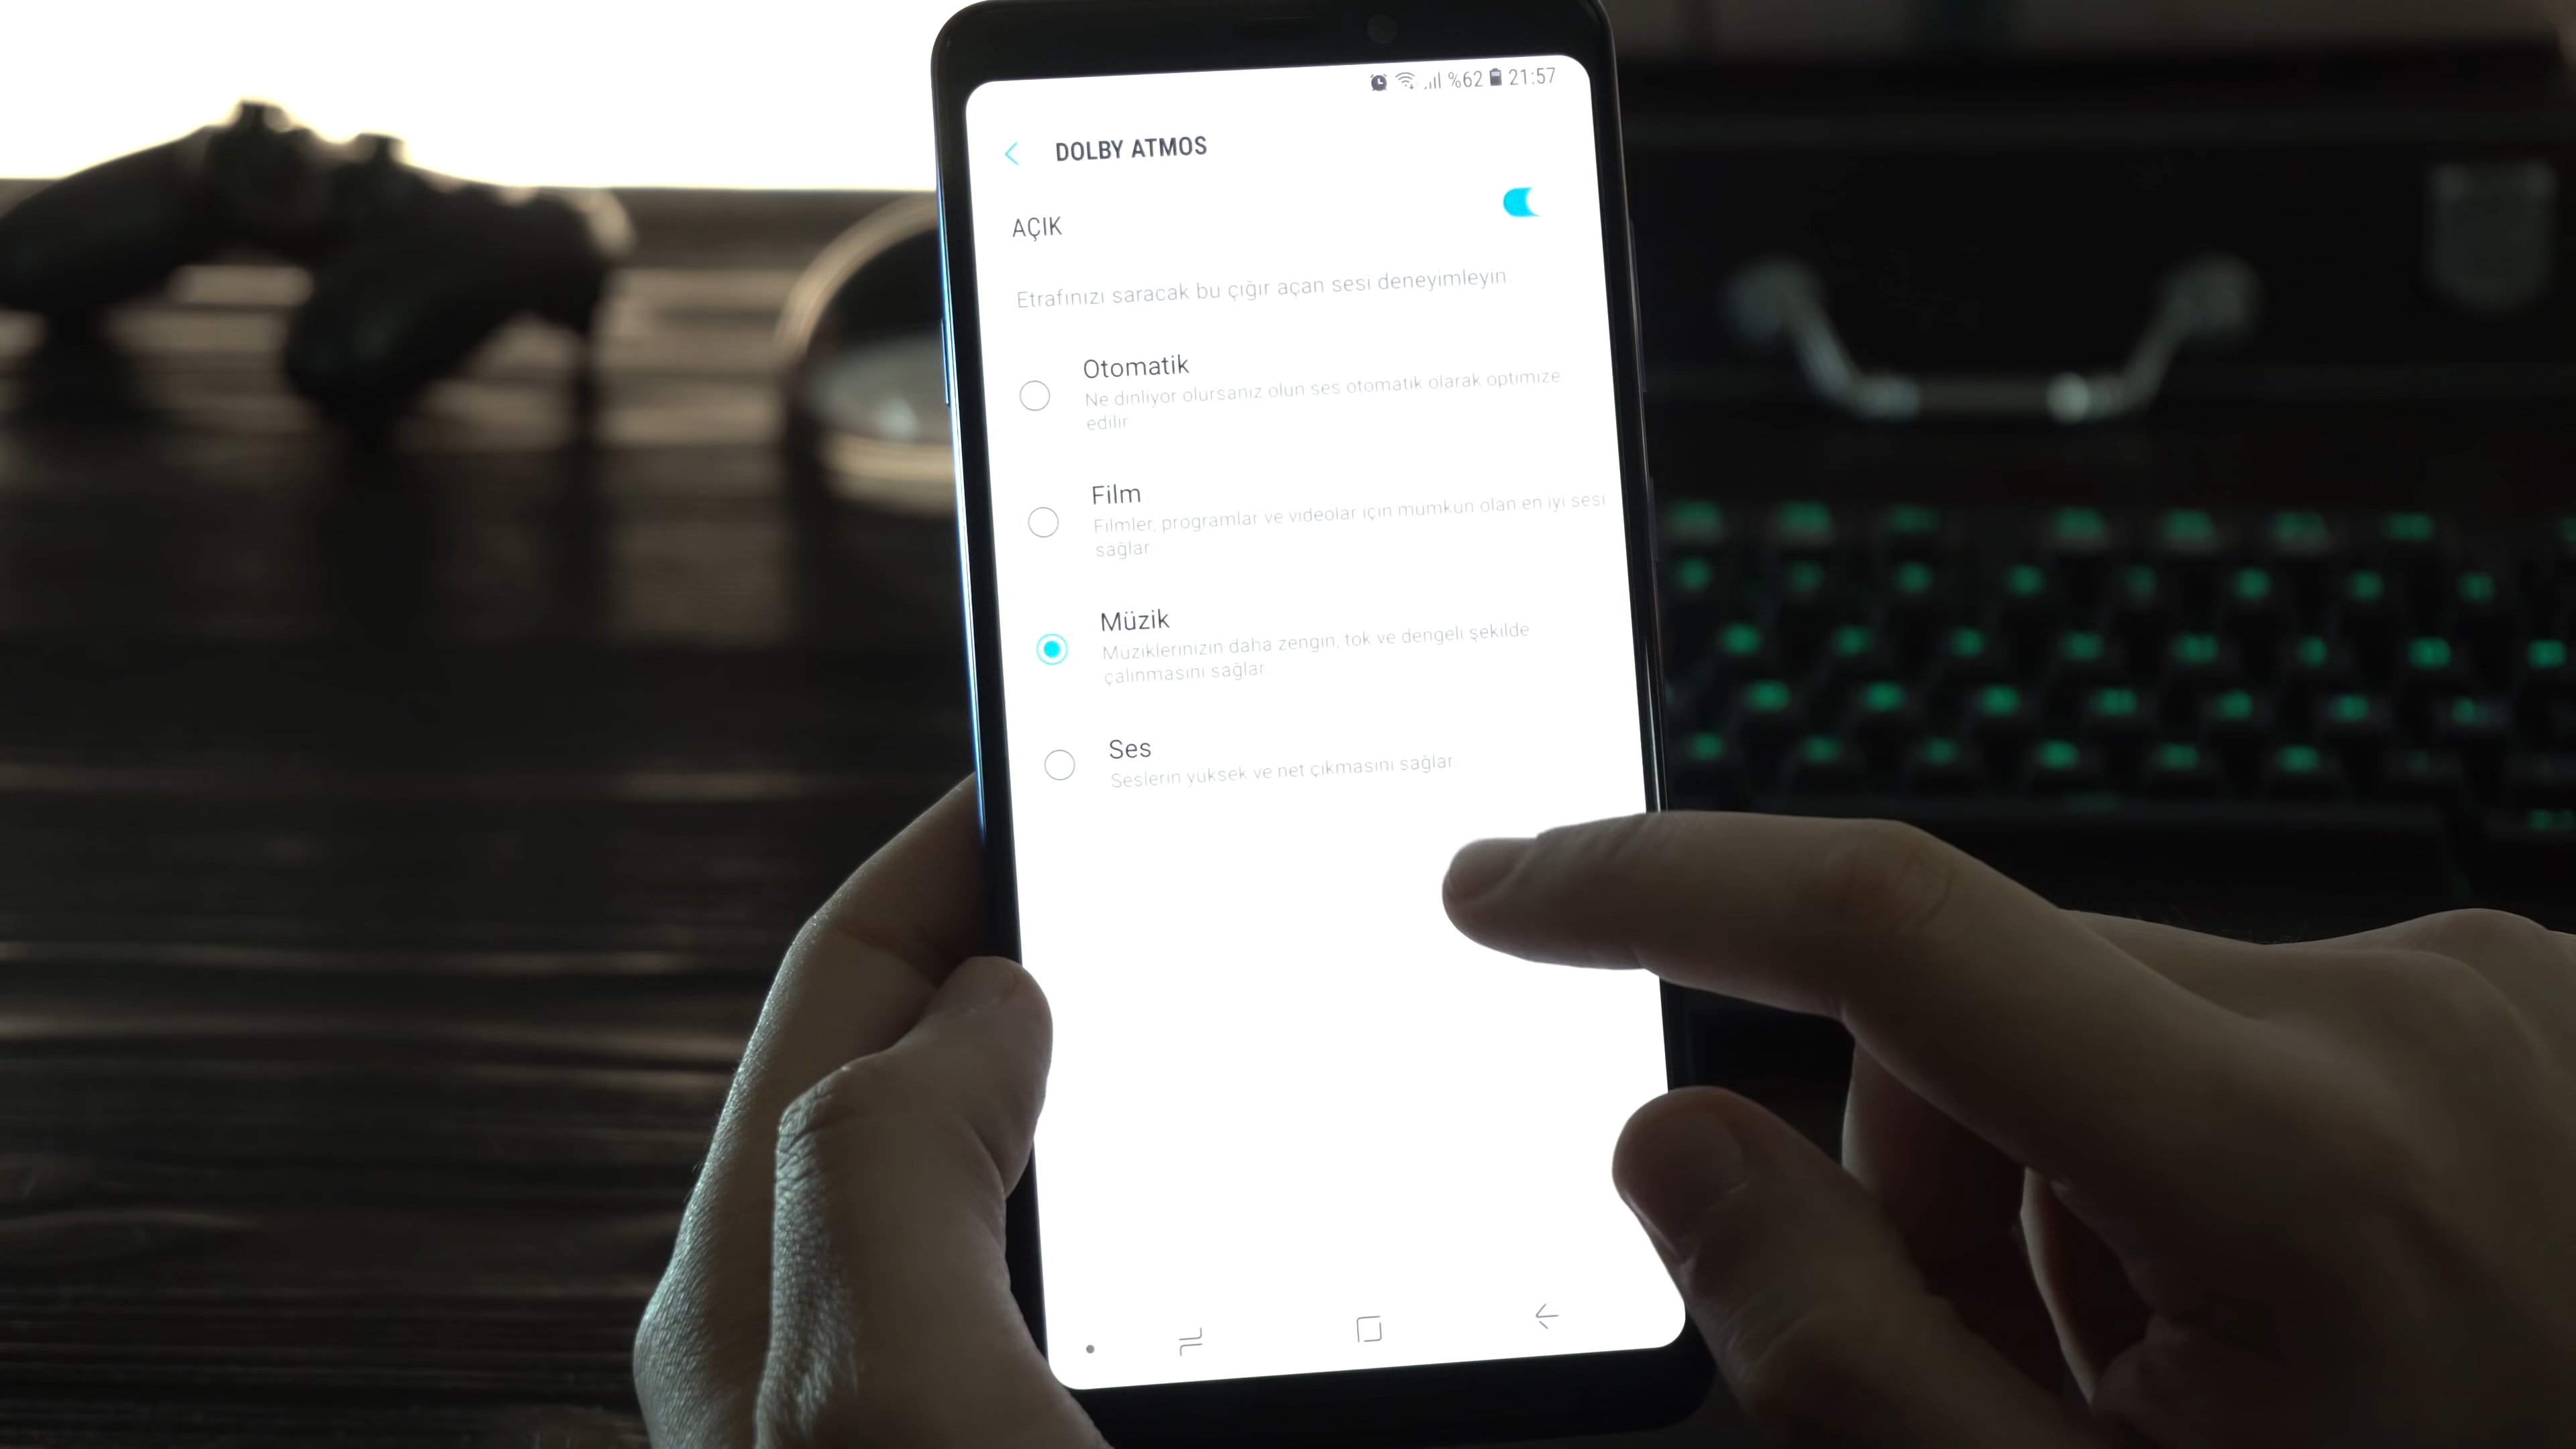 %62 21:57
DOLBY ATMOS
AÇIK
Etrafınızı saracak bu çığır açan sesi deneyimleyin.
Otomatik
Ne dinliyor olursanız olun ses otomatik olarak optimize
edilir
Film
Filmler, programlar ve videolar için mümkün olan en iyi sesi
sağlar
Müzik
Müziklerinizin daha zengin, tok ve dengeli şekilde
çalınmasını sağlar
Ses
Seslerin yüksek ve net çıkmasını sağlar